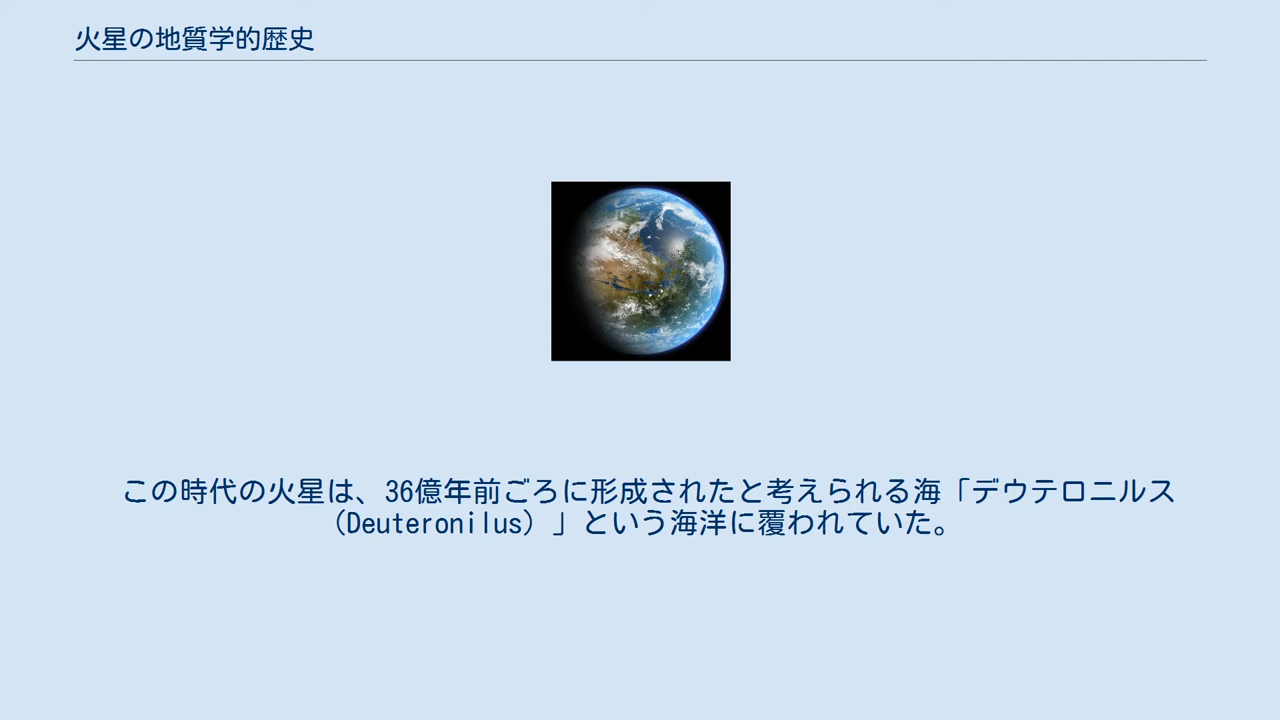 火星の地質学的歴史
この時代の火星は、36億年前ごろに形成されたと考えられる海「デウテロニルス
（Deuteronilus）」という海洋に覆われていた。